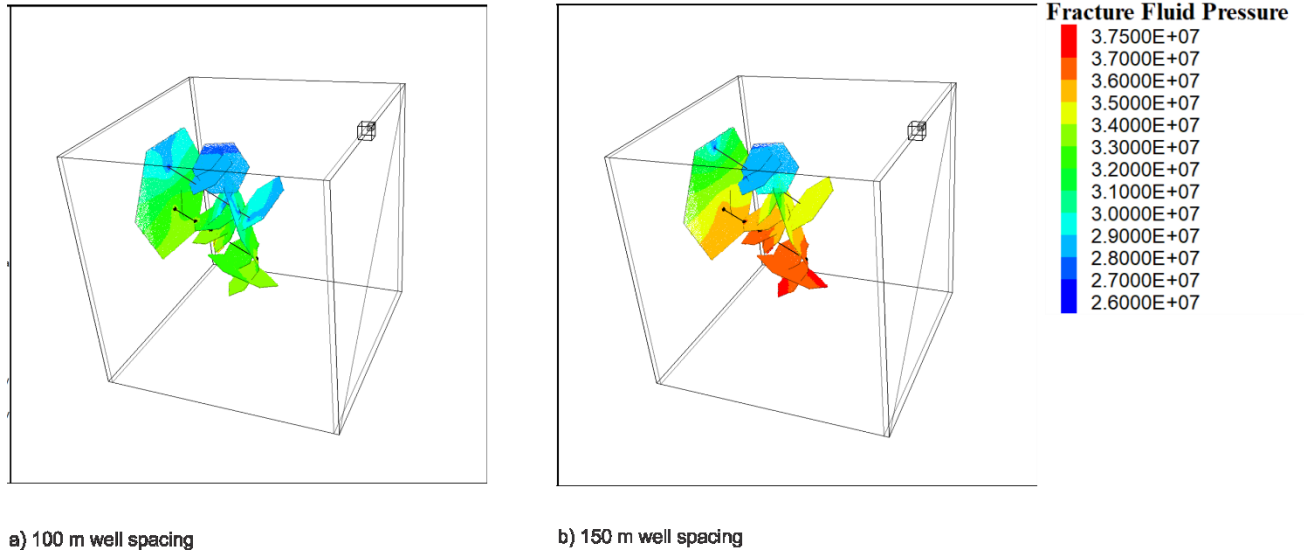 Fracture Fluid Pressure
3.7500E+07
3.7000E+07
3.6000E+07
3.5000E+07
3.4000E+07
3.3000E+07
3.2000E+07
3.1000E+07
3.0000E+07
2.9000E+07
2.8000E+07
2.7000E+07
2.6000E+07
a) 100 m well spacing
b) 150 m well spacing